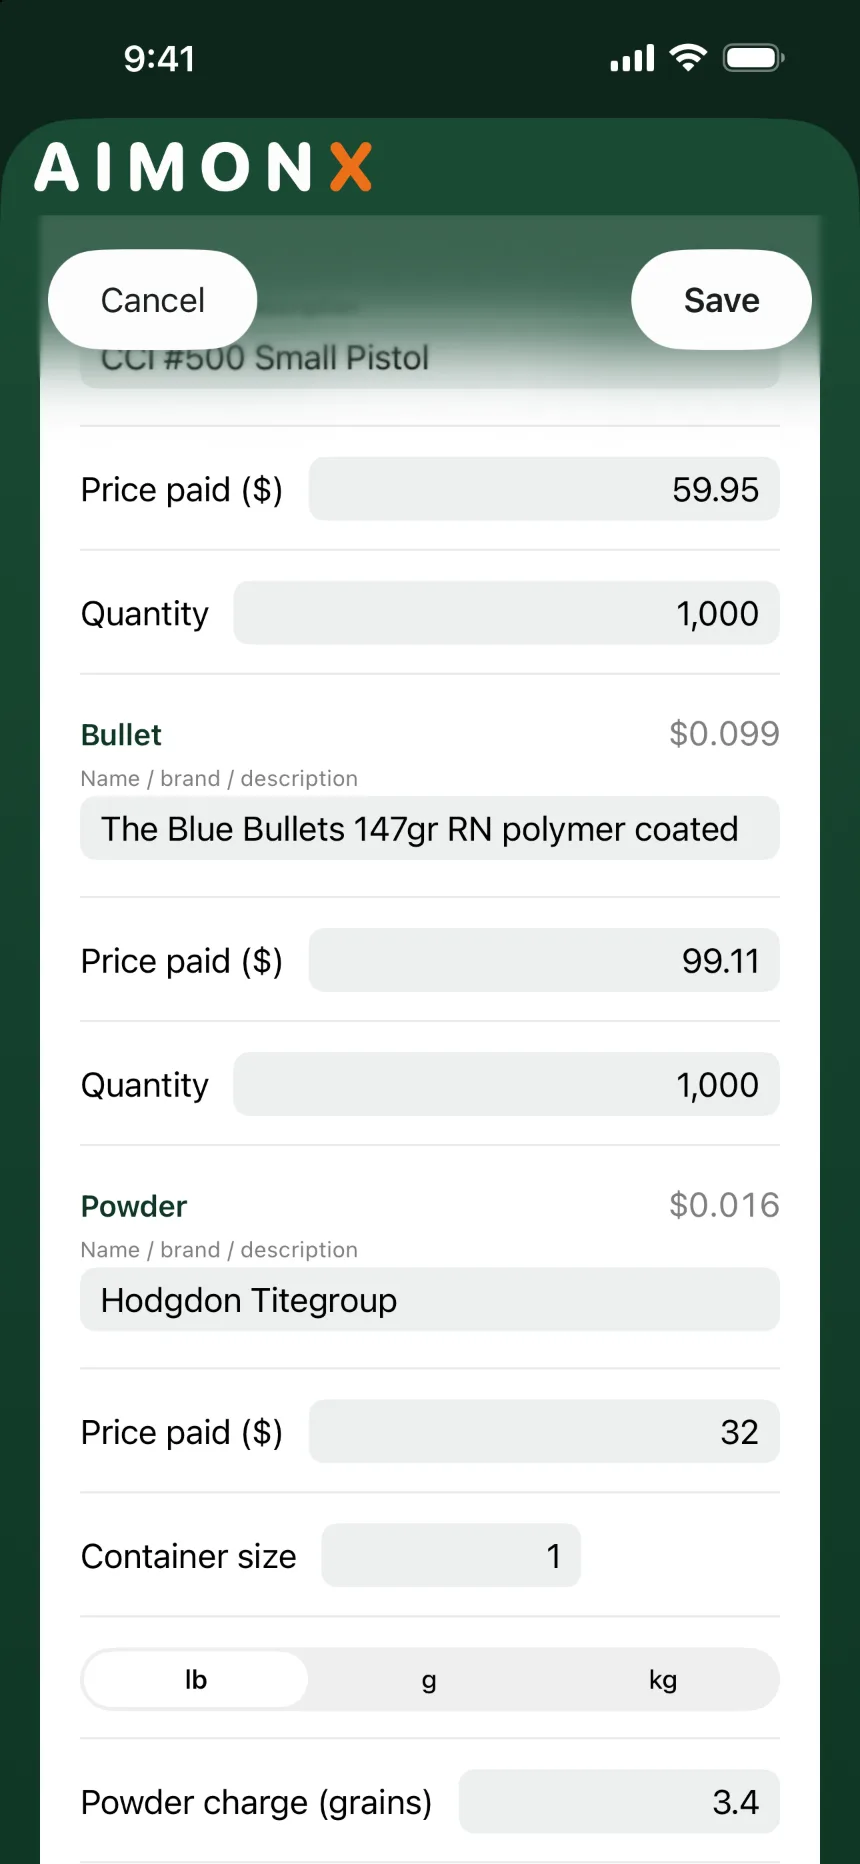 9:41
AIMONX
Cancel
Save
CCI #500 Small Pistol
Price paid ($)
59.95
Quantity
1,000
Bullet
$0.099
Name / brand / description
The Blue Bullets 147gr RN polymer coated
Price paid ($)
99.11
Quantity
1,000
Powder
$0.016
Name / brand / description
Hodgdon Titegroup
Price paid ($)
32
Container size
1
lb
g
kg
Powder charge (grains)
3.4